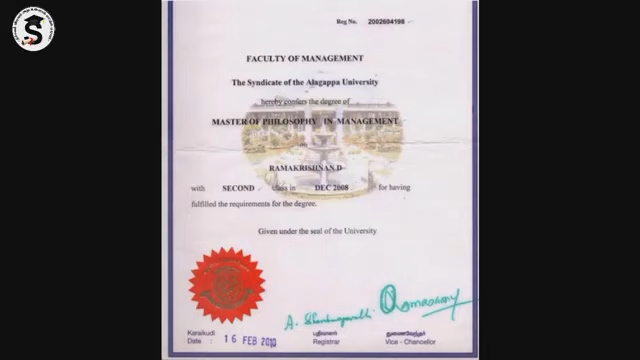 Reg No. 2002604198
FACULTY OF MANAGEMENT
The Syndicate of the Alagappa University
hereby confers the degree of
MASTER OF PHILOSOPHY IN MANAGEMENT
on
RAMAKRISHNAN.D
with SECOND class in DEC 2008 for having
fulfilled the requirements for the degree.
Given under the seal of the University
Karaikudi
Date : 16 FEB 2010
பதிவாளர்
Registrar
துணைவேந்தர்
Vice - Chancellor